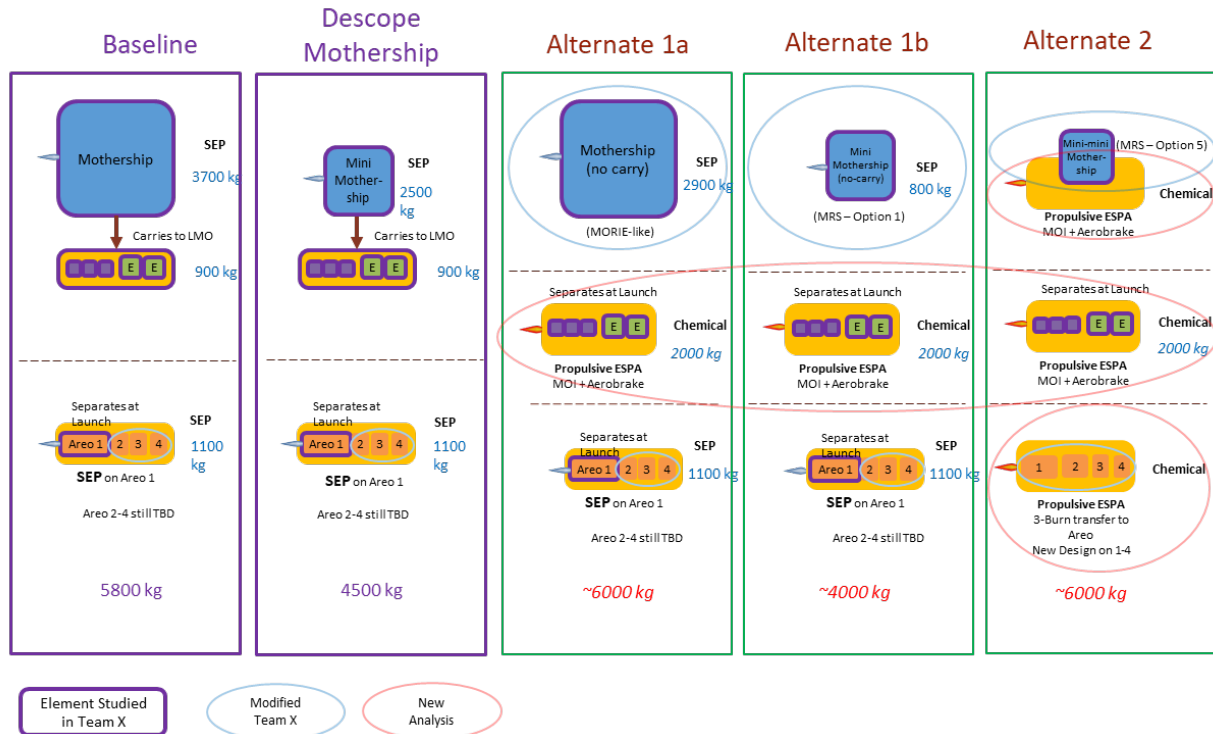 Baseline
Mothership
SEP
3700 kg
Carries to LMO
E E
900 kg
Separates at
Launch
SEP
Areo 1 2 3 4
1100
kg
SEP on Areo 1
Areo 2-4 still TBD
5800 kg
Descope
Mothership
Mini
Mother-
ship
SEP
2500
kg
Carries to LMO
E E
900 kg
Separates at
Launch
SEP
Areo 1 2 3 4
1100
kg
SEP on Areo 1
Areo 2-4 still TBD
4500 kg
Alternate 1a
Mothership
(no carry)
SEP
2900 kg
(MORIE-like)
Separates at Launch
E E
Chemical
2000 kg
Propulsive ESPA
MOI + Aerobrake
Separates at
Launch
SEP
Areo 1 2 3 4
1100 kg
SEP on Areo 1
Areo 2-4 still TBD
~6000 kg
Alternate 1b
Mini
Mothership
(no-carry)
SEP
800 kg
(MRS – Option 1)
Separates at Launch
E E
Chemical
2000 kg
Propulsive ESPA
MOI + Aerobrake
Separates at
Launch
SEP
Areo 1 2 3 4
1100 kg
SEP on Areo 1
Areo 2-4 still TBD
~4000 kg
Alternate 2
Mini-mini
Mother-
ship
(MRS – Option 5)
Chemical
Propulsive ESPA
MOI + Aerobrake
Separates at Launch
E E
Chemical
2000 kg
Propulsive ESPA
MOI + Aerobrake
1 2 3 4
Chemical
Propulsive ESPA
3-Burn transfer to
Areo
New Design on 1-4
~6000 kg
Element Studied
in Team X
Modified
Team X
New
Analysis